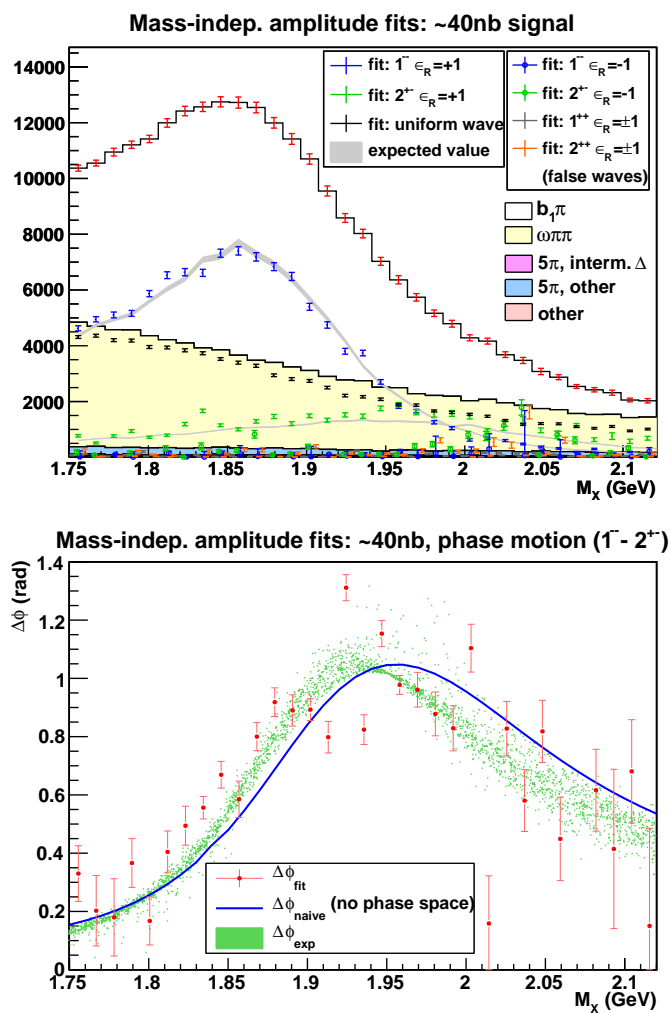 Mass-indep. amplitude fits: ~40nb signal
14000
12000
10000
8000
6000
4000
2000
fit: 1⁻⁻ ϵ_R=+1
fit: 2⁺⁻ ϵ_R=+1
fit: uniform wave
expected value
fit: 1⁻⁻ ϵ_R=-1
fit: 2⁺⁻ ϵ_R=-1
fit: 1⁺⁺ ϵ_R=±1
fit: 2⁺⁺ ϵ_R=±1
(false waves)
b₁π
ωππ
5π, interm. Δ
5π, other
other
1.75 1.8 1.85 1.9 1.95 2 2.05 2.1
M_X (GeV)
Mass-indep. amplitude fits: ~40nb, phase motion (1⁻⁻ - 2⁺⁻)
Δϕ (rad)
1.4
1.2
1
0.8
0.6
0.4
0.2
0
Δϕ_fit
Δϕ_naive (no phase space)
Δϕ_exp
1.75 1.8 1.85 1.9 1.95 2 2.05 2.1
M_X (GeV)